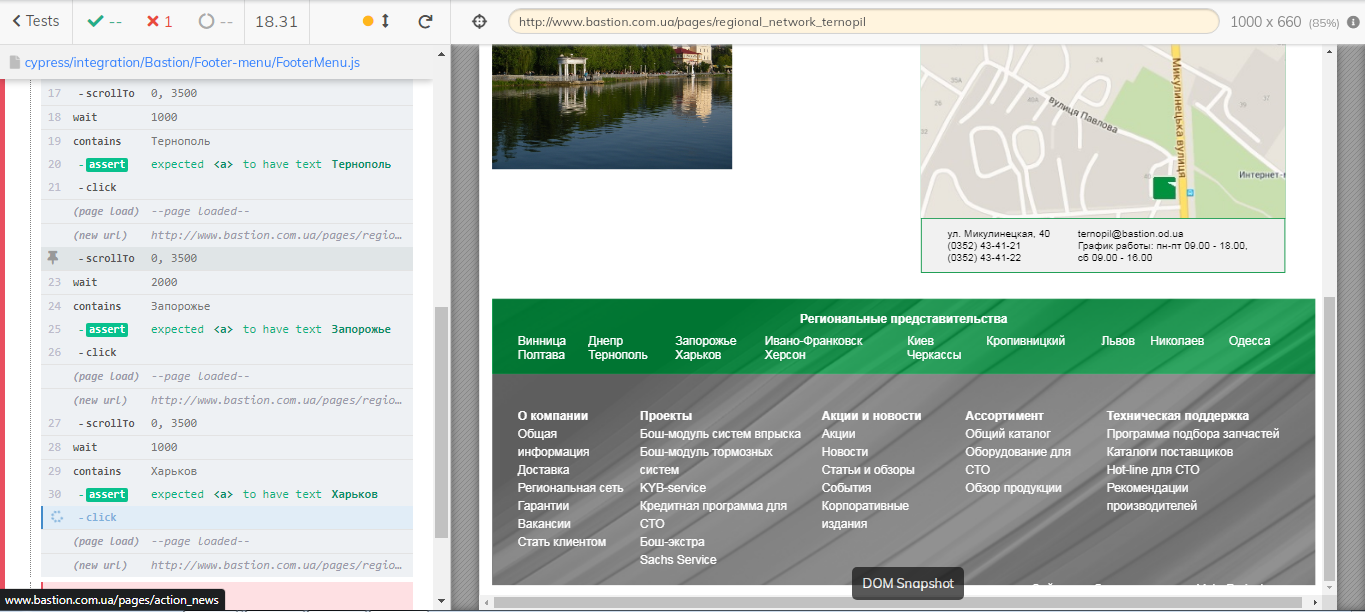 Tests
--
1
--
18.31
http://www.bastion.com.ua/pages/regional_network_ternopil
1000 x 660 (85%)
cypress/integration/Bastion/Footer-menu/FooterMenu.js
17 -scrollTo 0, 3500
18 wait 1000
19 contains Тернополь
20 -assert expected <a> to have text Тернополь
21 -click
(page load) --page loaded--
(new url) http://www.bastion.com.ua/pages/regio…
-scrollTo 0, 3500
23 wait 2000
24 contains Запорожье
25 -assert expected <a> to have text Запорожье
26 -click
(page load) --page loaded--
(new url) http://www.bastion.com.ua/pages/regio…
27 -scrollTo 0, 3500
28 wait 1000
29 contains Харьков
30 -assert expected <a> to have text Харьков
-click
(page load) --page loaded--
(new url) http://www.bastion.com.ua/pages/regio…
www.bastion.com.ua/pages/action_news
24
35А
26
40А
32
39
17
вулиця Павлова
Микулинецька вулиця
ул. Микулинецкая, 40
(0352) 43-41-21
(0352) 43-41-22
ternopil@bastion.od.ua
График работы: пн-пт 09.00 - 18.00,
сб 09.00 - 16.00
Региональные представительства
Винница Днепр Запорожье Ивано-Франковск Киев Кропивницкий Львов Николаев Одесса
Полтава Тернополь Харьков Херсон Черкассы
О компании
Общая
информация
Доставка
Региональная сеть
Гарантии
Вакансии
Стать клиентом
Проекты
Бош-модуль систем впрыска
Бош-модуль тормозных
систем
KYB-service
Кредитная программа для
СТО
Бош-экстра
Sachs Service
Акции и новости
Акции
Новости
Статьи и обзоры
События
Корпоративные
издания
Ассортимент
Общий каталог
Оборудование для
СТО
Обзор продукции
Техническая поддержка
Программа подбора запчастей
Каталоги поставщиков
Hot-line для СТО
Рекомендации
производителей
DOM Snapshot